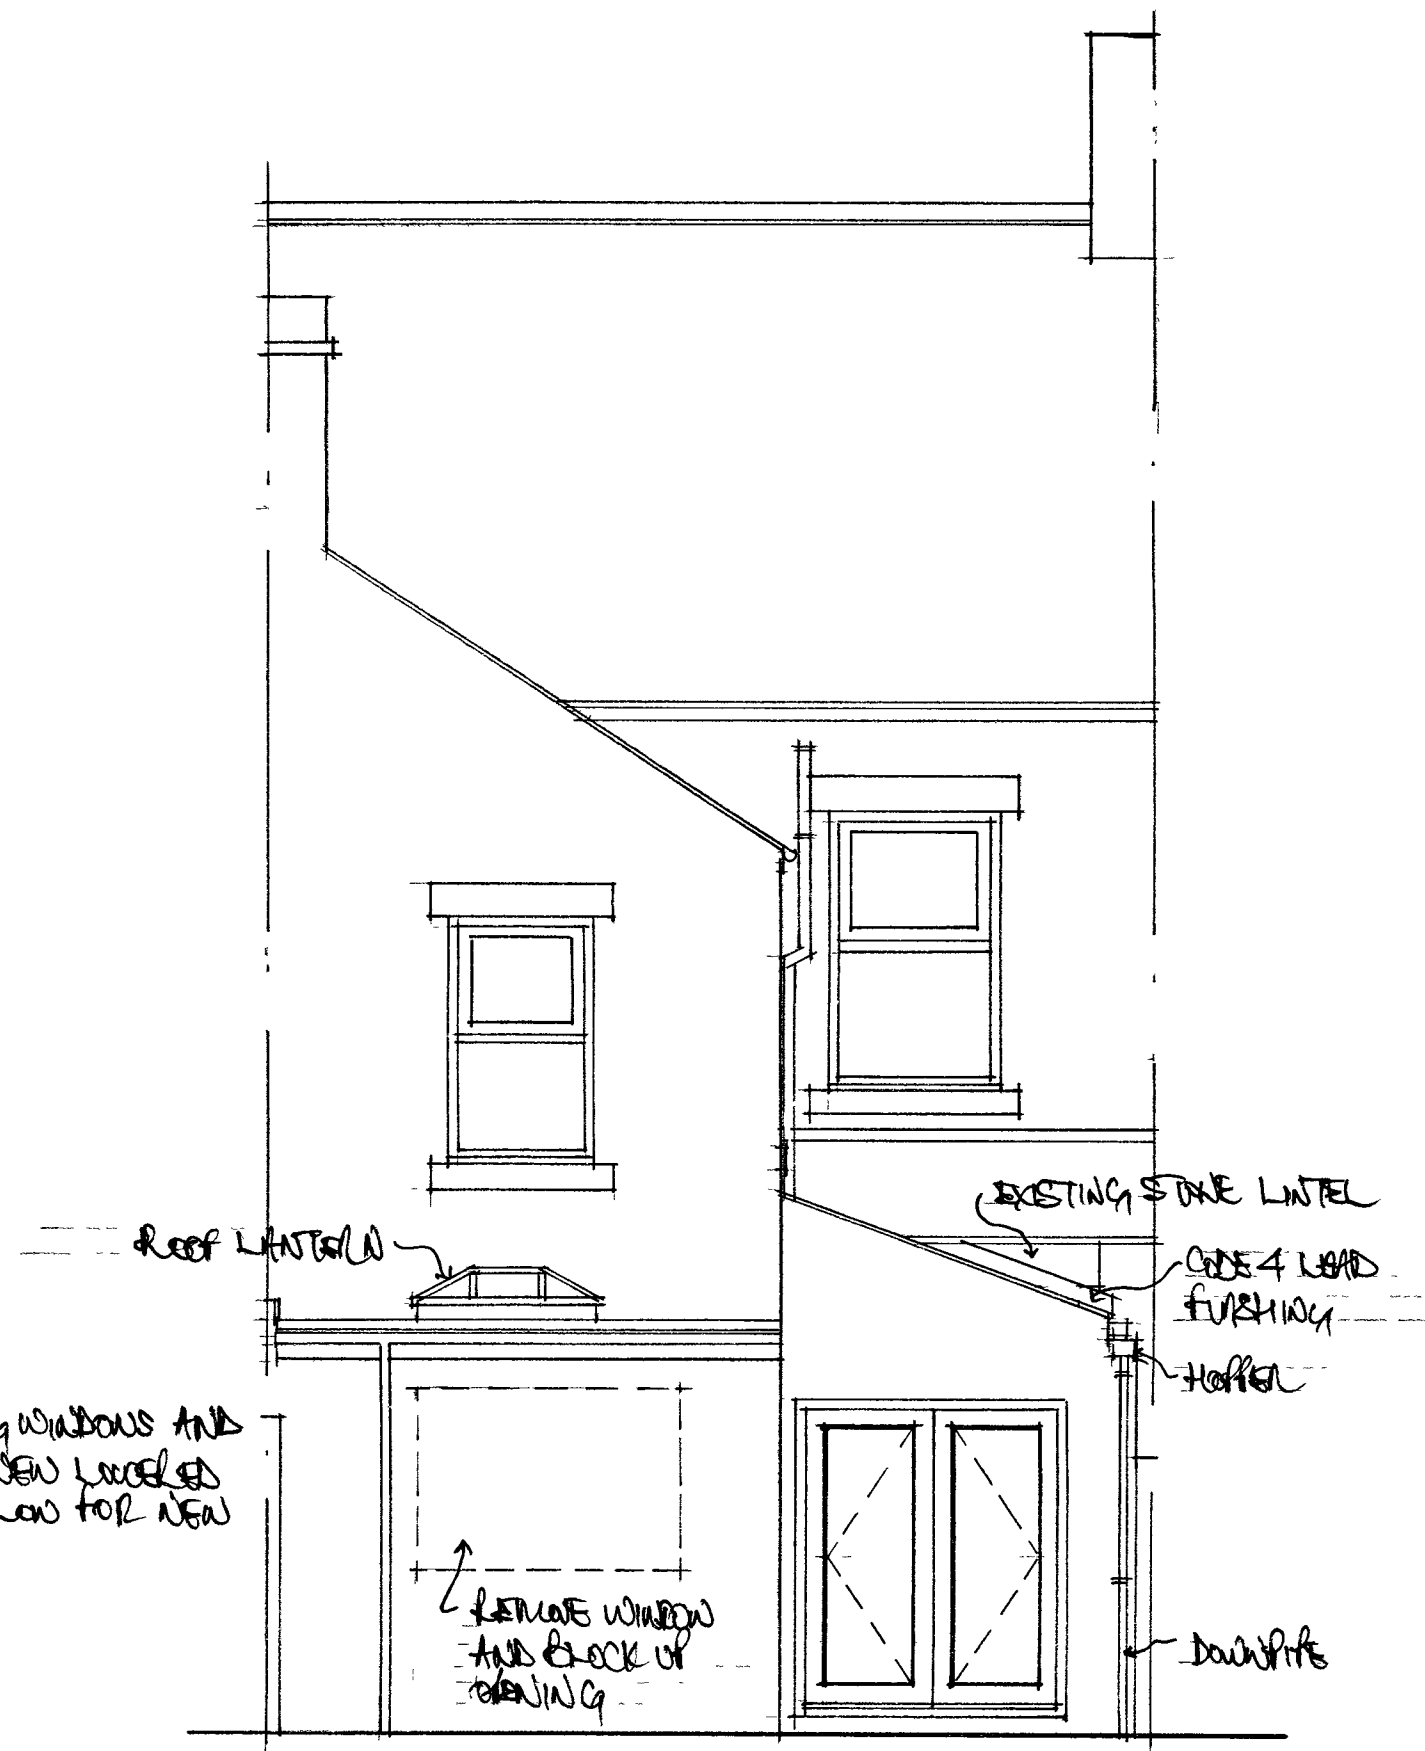 EXISTING STONE LINTEL
ROOF LANTERN
CODE 4 LEAD
FLASHING
HOPPER
WINDOWS AND
NEW LOWERED
FOR NEW
REMOVE WINDOW
AND BLOCK UP
OPENING
DOWNPIPE